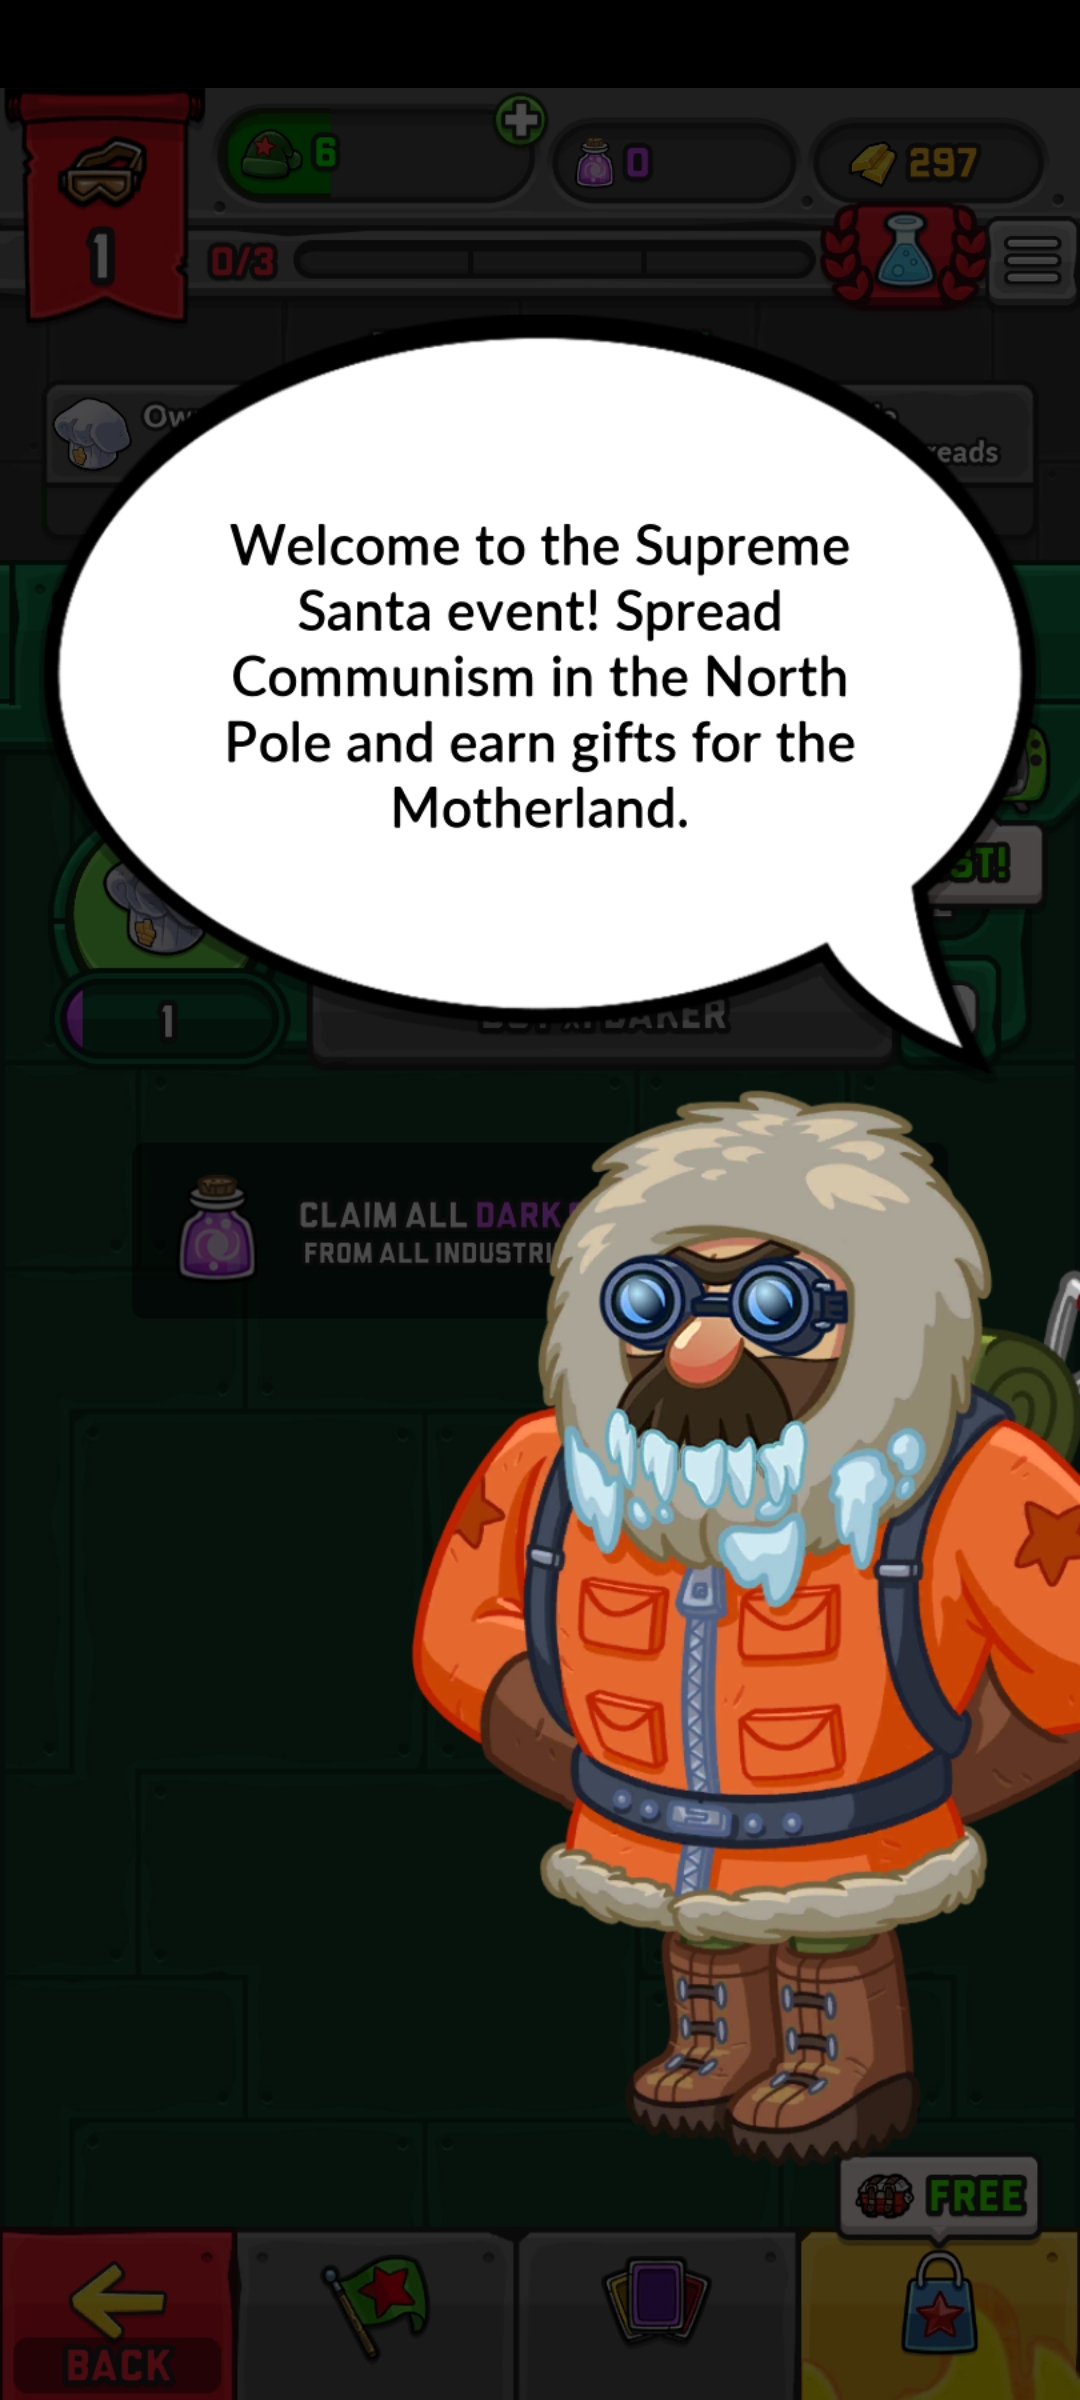 6
0
297
1
0/3
Welcome to the Supreme
Santa event! Spread
Communism in the North
Pole and earn gifts for the
Motherland.
1
BAKER
CLAIM ALL DARK
FROM ALL
FREE
BACK